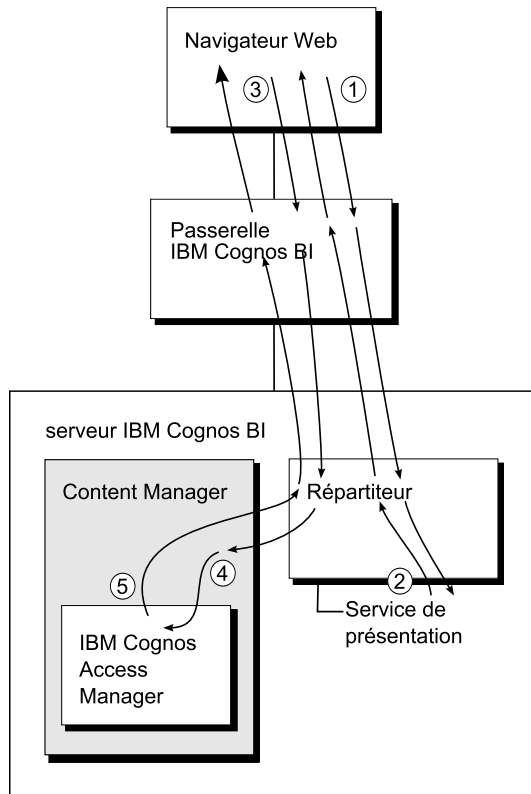 Navigateur Web
3
1
Passerelle
IBM Cognos BI
serveur IBM Cognos BI
Content Manager
Répartiteur
5
4
2
Service de
présentation
IBM Cognos
Access
Manager